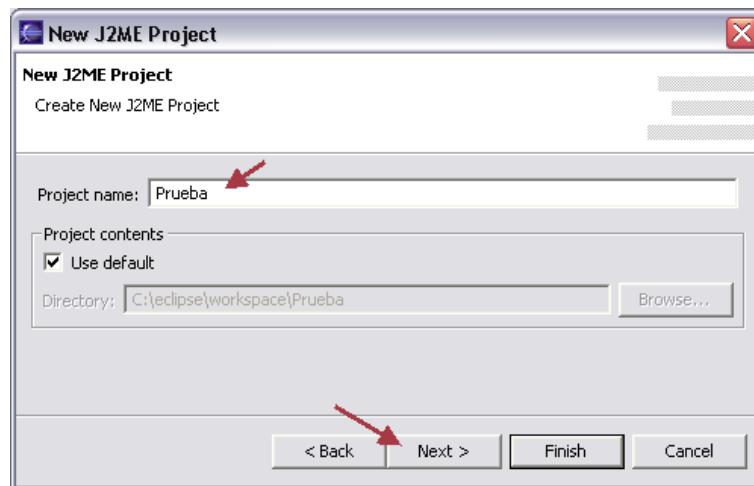 New J2ME Project
New J2ME Project
Create New J2ME Project
Project name: Prueba
Project contents
Use default
Directory: C:\eclipse\workspace\Prueba Browse...
< Back Next > Finish Cancel